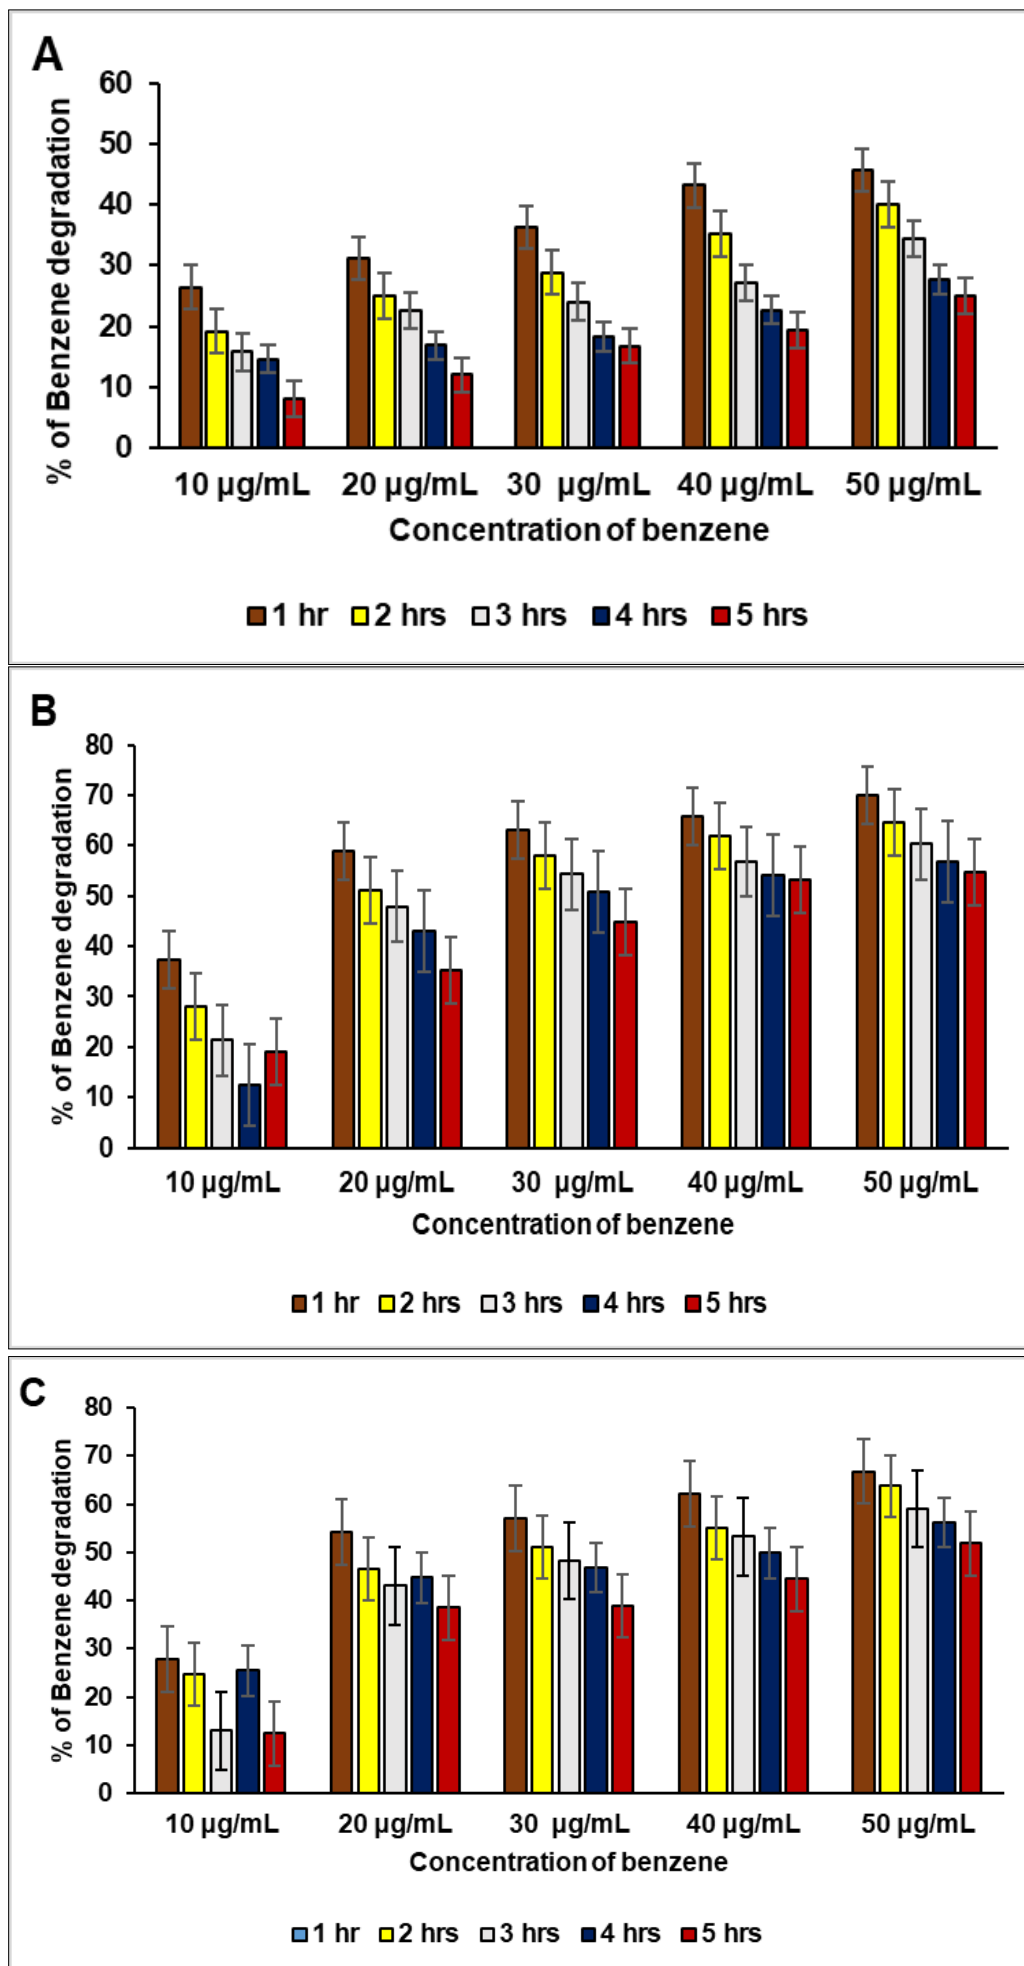 A
% of Benzene degradation
60
50
40
30
20
10
0
10 µg/mL 20 µg/mL 30 µg/mL 40 µg/mL 50 µg/mL
Concentration of benzene
1 hr 2 hrs 3 hrs 4 hrs 5 hrs
B
% of Benzene degradation
80
70
60
50
40
30
20
10
0
10 µg/mL 20 µg/mL 30 µg/mL 40 µg/mL 50 µg/mL
Concentration of benzene
1 hr 2 hrs 3 hrs 4 hrs 5 hrs
C
% of Benzene degradation
80
70
60
50
40
30
20
10
0
10 µg/mL 20 µg/mL 30 µg/mL 40 µg/mL 50 µg/mL
Concentration of benzene
1 hr 2 hrs 3 hrs 4 hrs 5 hrs